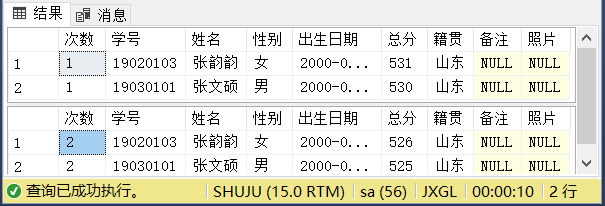 结果 消息
次数 学号 姓名 性别 出生日期 总分 籍贯 备注 照片
1 1 19020103 张韵韵 女 2000-0... 531 山东 NULL NULL
2 1 19030101 张文硕 男 2000-0... 530 山东 NULL NULL
次数 学号 姓名 性别 出生日期 总分 籍贯 备注 照片
1 2 19020103 张韵韵 女 2000-0... 526 山东 NULL NULL
2 2 19030101 张文硕 男 2000-0... 525 山东 NULL NULL
查询已成功执行。 SHUJU (15.0 RTM) sa (56) JXGL 00:00:10 2 行